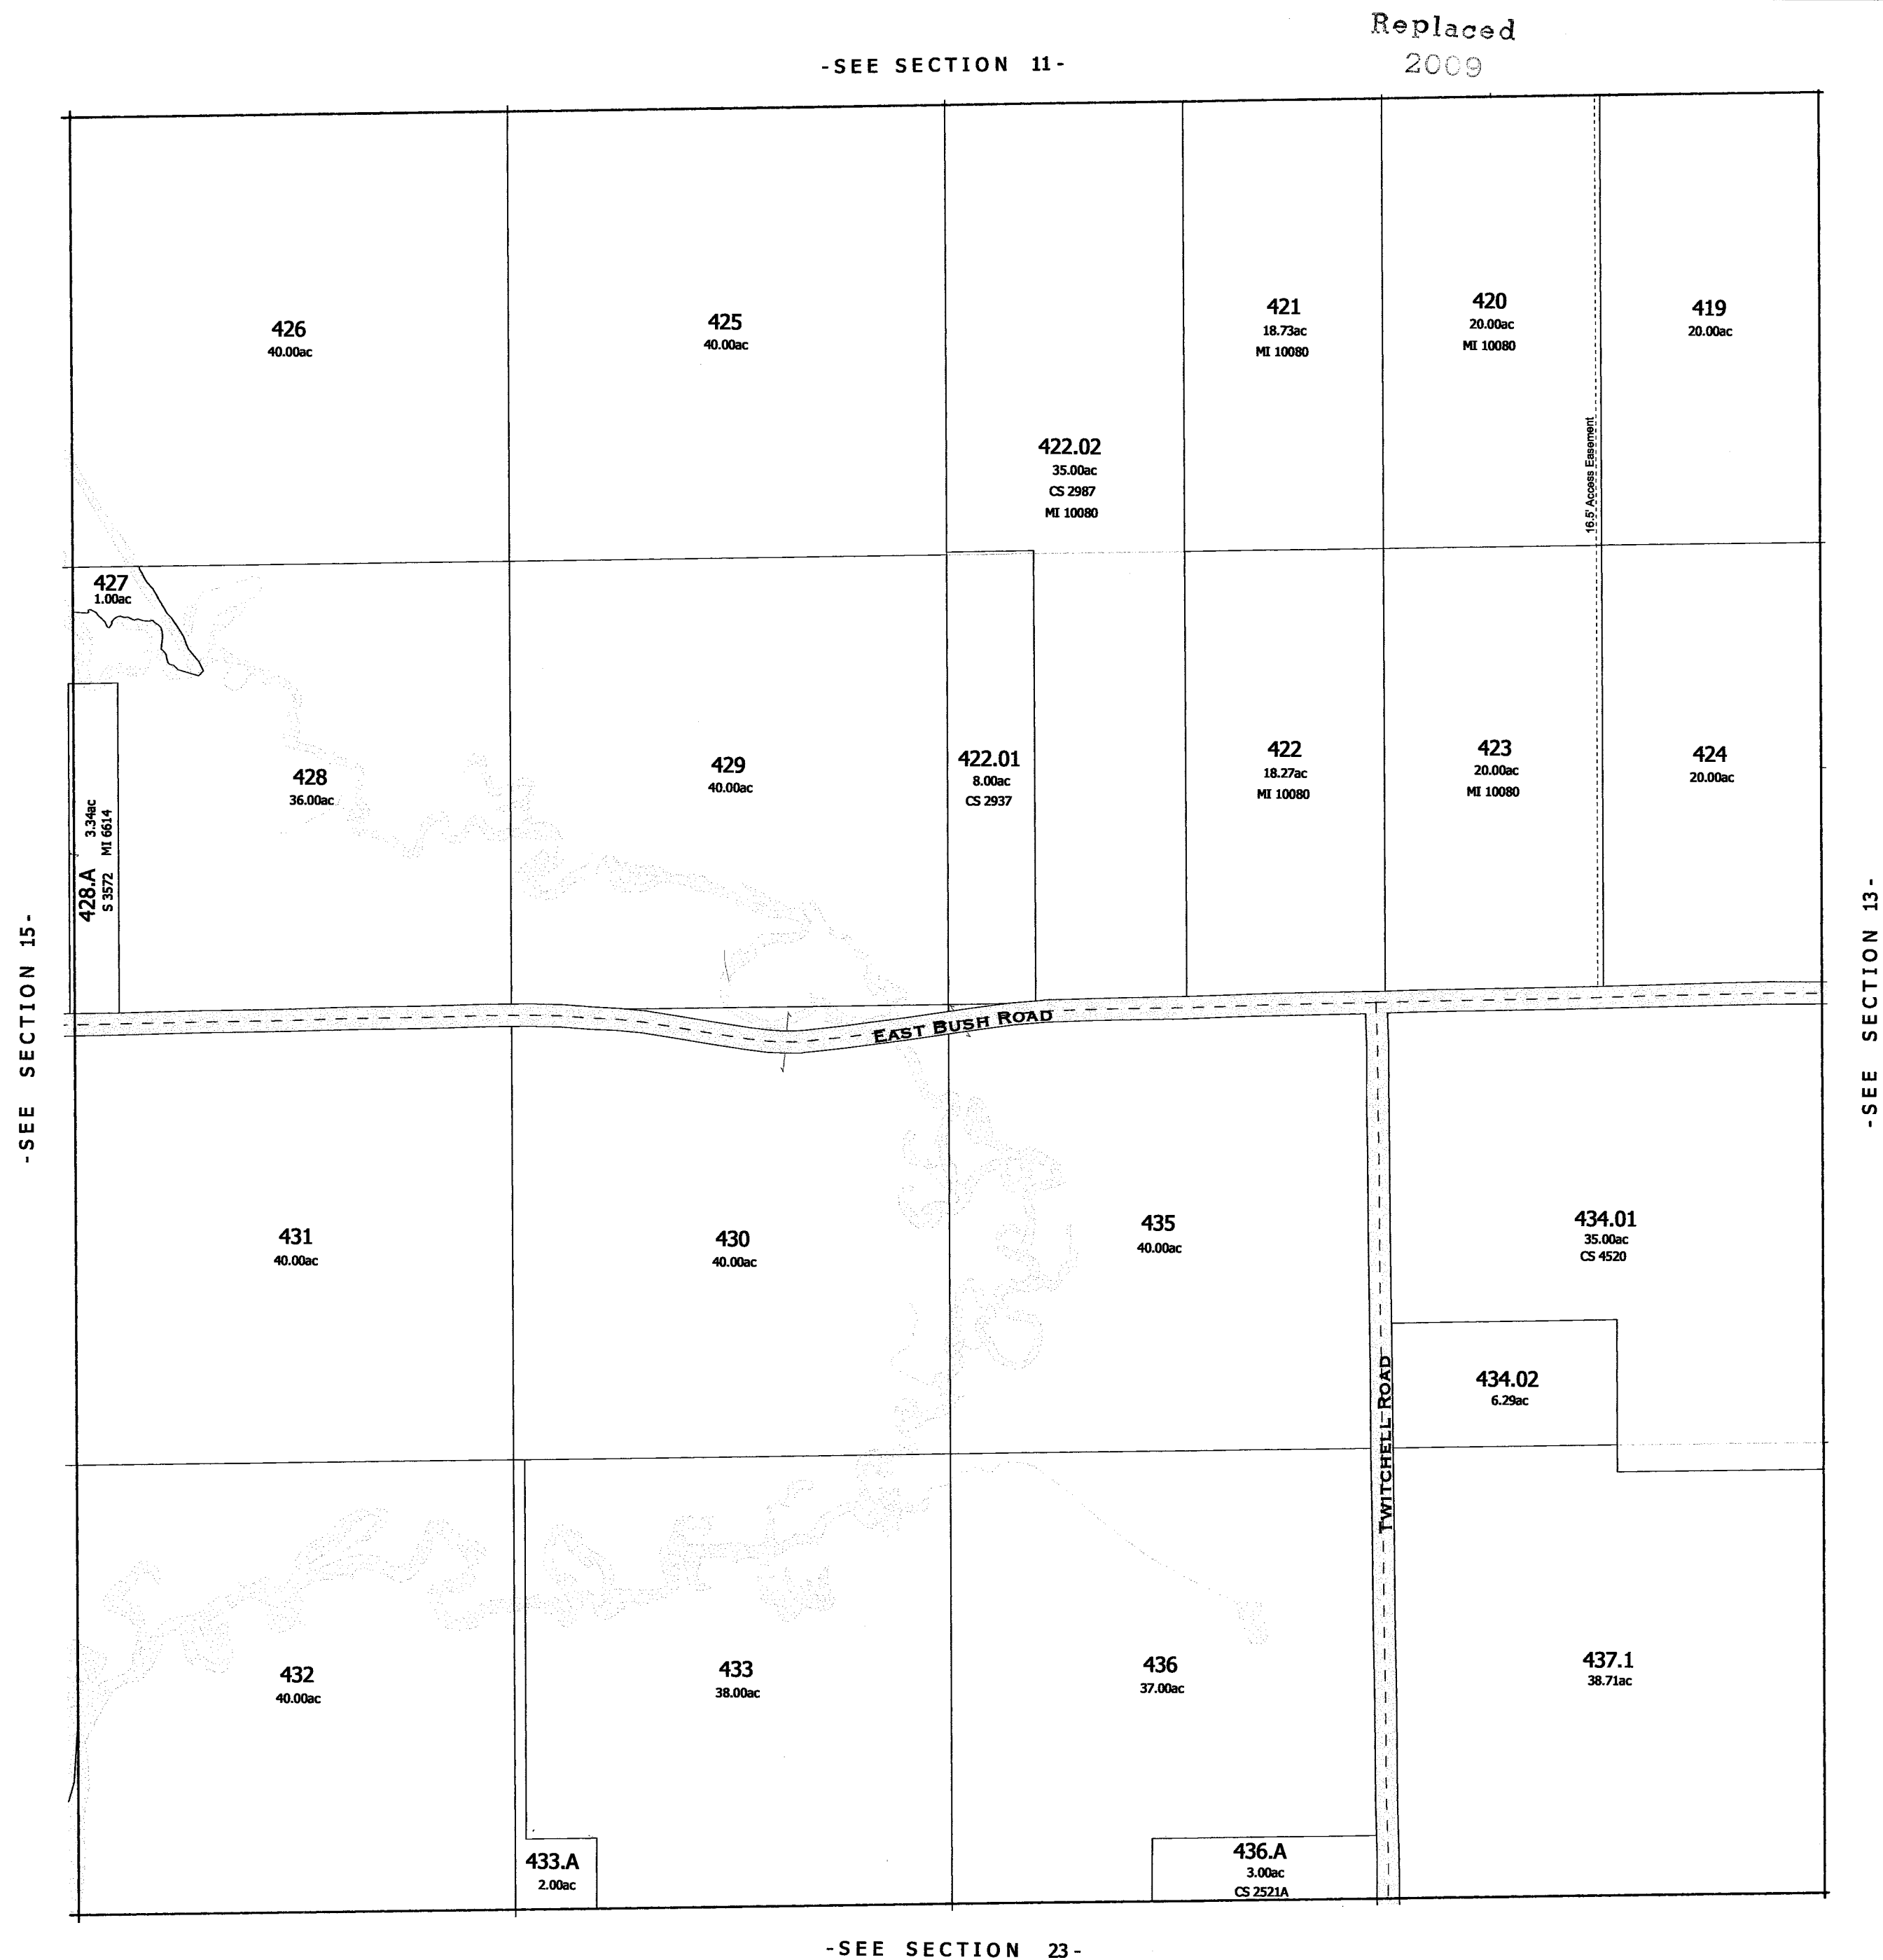 Replaced
2009
-SEE SECTION 11-
426
40.00ac
425
40.00ac
422.02
35.00ac
CS 2987
MI 10080
421
18.73ac
MI 10080
420
20.00ac
MI 10080
419
20.00ac
16.5' Access Easement
427
1.00ac
428
36.00ac
428.A 3.34ac
S 3572 MI 6614
429
40.00ac
422.01
8.00ac
CS 2937
422
18.27ac
MI 10080
423
20.00ac
MI 10080
424
20.00ac
-SEE SECTION 15-
-SEE SECTION 13-
EAST BUSH ROAD
431
40.00ac
430
40.00ac
435
40.00ac
434.01
35.00ac
CS 4520
434.02
6.29ac
TWITCHELL ROAD
432
40.00ac
433
38.00ac
436
37.00ac
437.1
38.71ac
433.A
2.00ac
436.A
3.00ac
CS 2521A
-SEE SECTION 23-